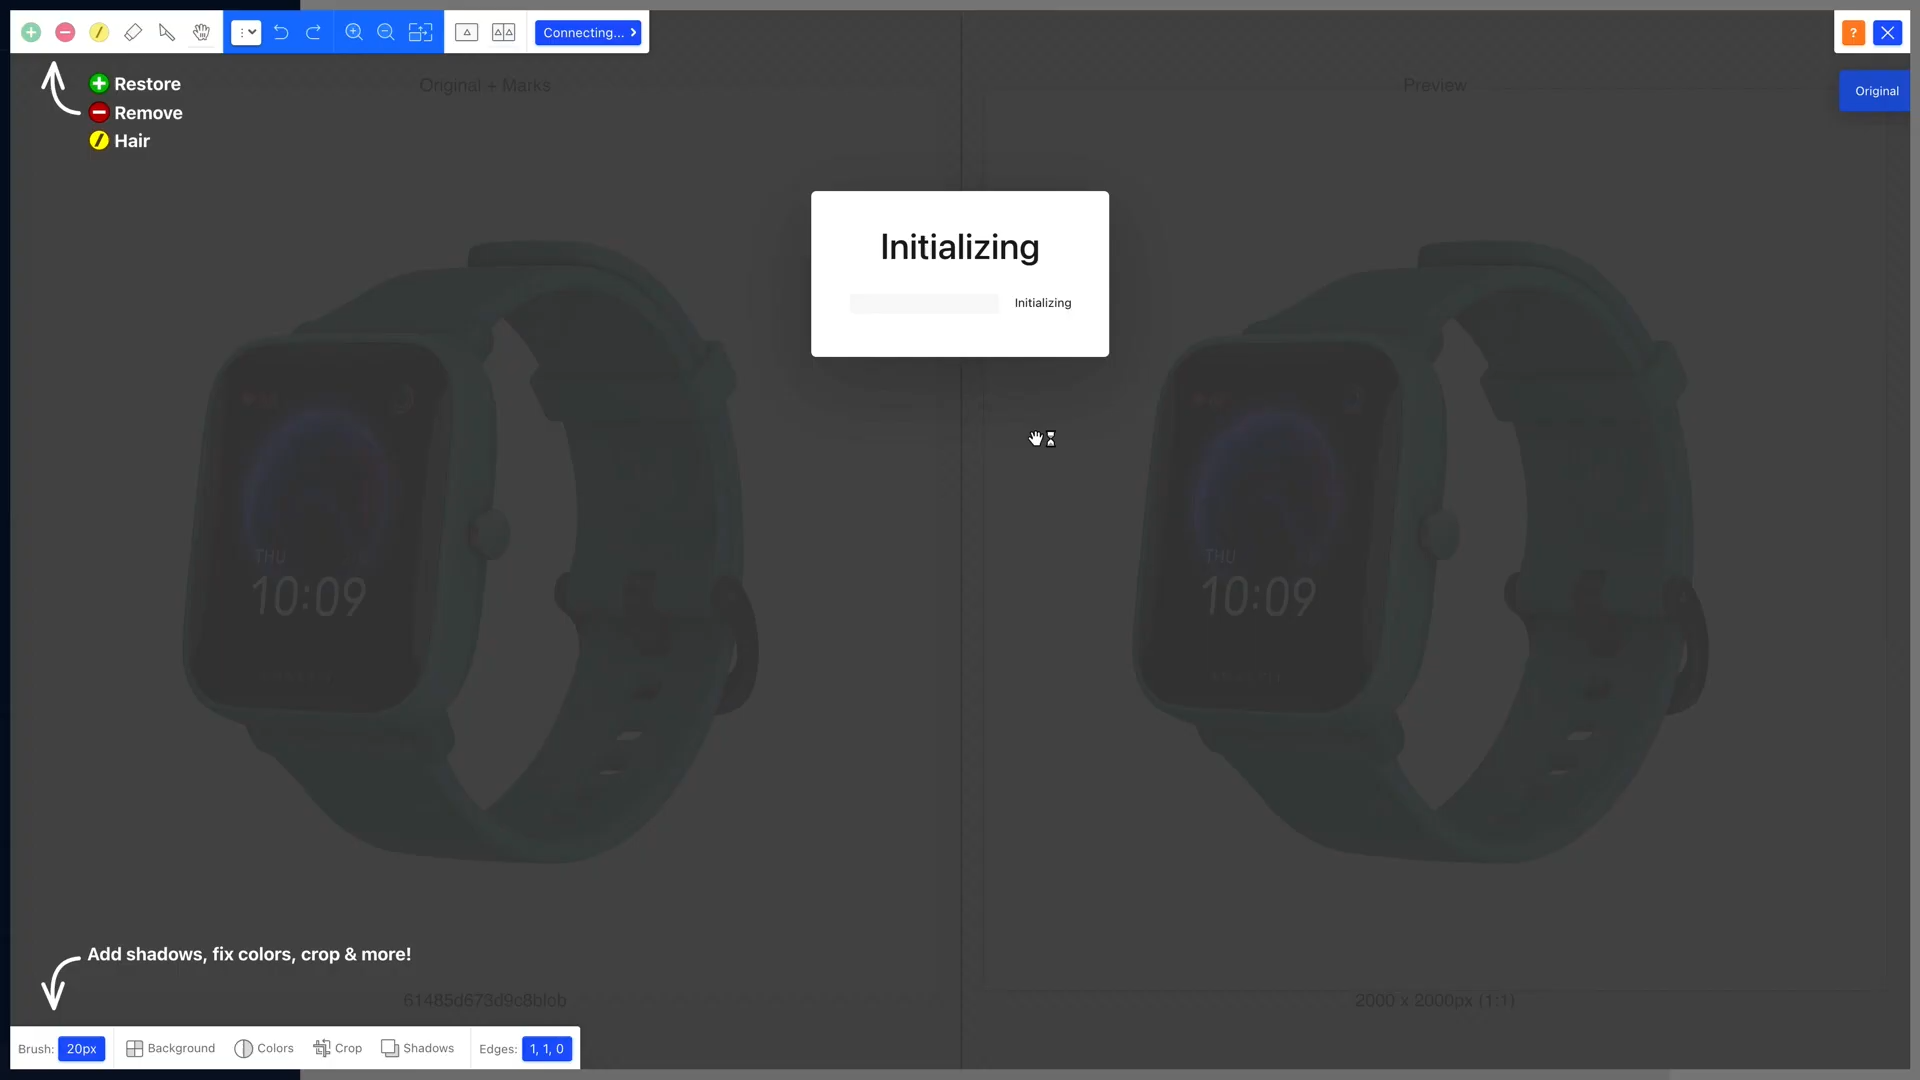 Connecting...
?
Restore
Remove
Hair
Original + Marks
Preview
Original
Initializing
Initializing
THU
10:09
THU
10:09
Add shadows, fix colors, crop & more!
61485d673d9c8blob
2000 x 2000px (1:1)
Brush: 20px Background Colors Crop Shadows Edges: 1, 1, 0